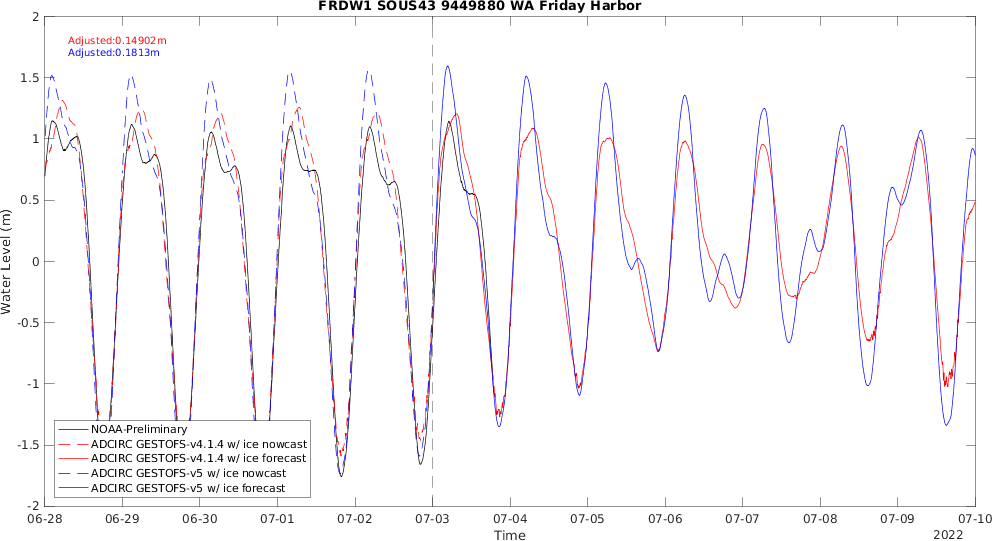 FRDW1 SOUS43 9449880 WA Friday Harbor
Adjusted:0.14902m
Adjusted:0.1813m
Water Level (m)
2
1.5
1
0.5
0
-0.5
-1
-1.5
-2
NOAA-Preliminary
ADCIRC GESTOFS-v4.1.4 w/ ice nowcast
ADCIRC GESTOFS-v4.1.4 w/ ice forecast
ADCIRC GESTOFS-v5 w/ ice nowcast
ADCIRC GESTOFS-v5 w/ ice forecast
06-28 06-29 06-30 07-01 07-02 07-03 07-04 07-05 07-06 07-07 07-08 07-09 07-10
Time
2022